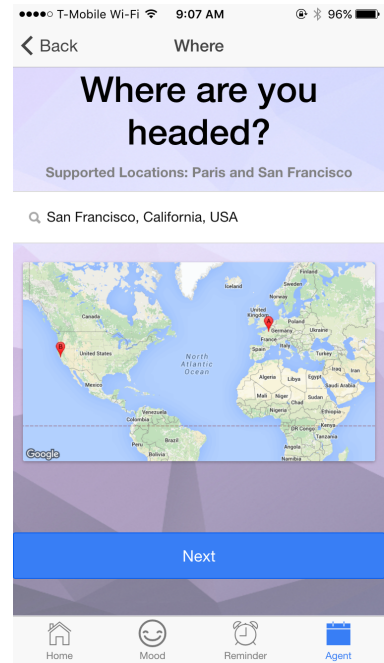 T-Mobile Wi-Fi 9:07 AM 96%
Back Where
Where are you
headed?
Supported Locations: Paris and San Francisco
San Francisco, California, USA
Finland
Iceland
Sweden
Norway
Canada
United
Kingdom
A
Poland
Germany
Ukraine
France
B
United States
North
Atlantic
Ocean
Spain
Italy
Turkey
Iraq
Iran
Algeria
Libya
Egypt
Saudi Arabia
Mexico
Mali
Niger
Chad
Sudan
Nigeria
Ethiopia
Venezuela
Colombia
DR Congo
Kenya
Tanzania
Peru
Brazil
Bolivia
Angola
Namibia
Google
Next
Home Mood Reminder Agent